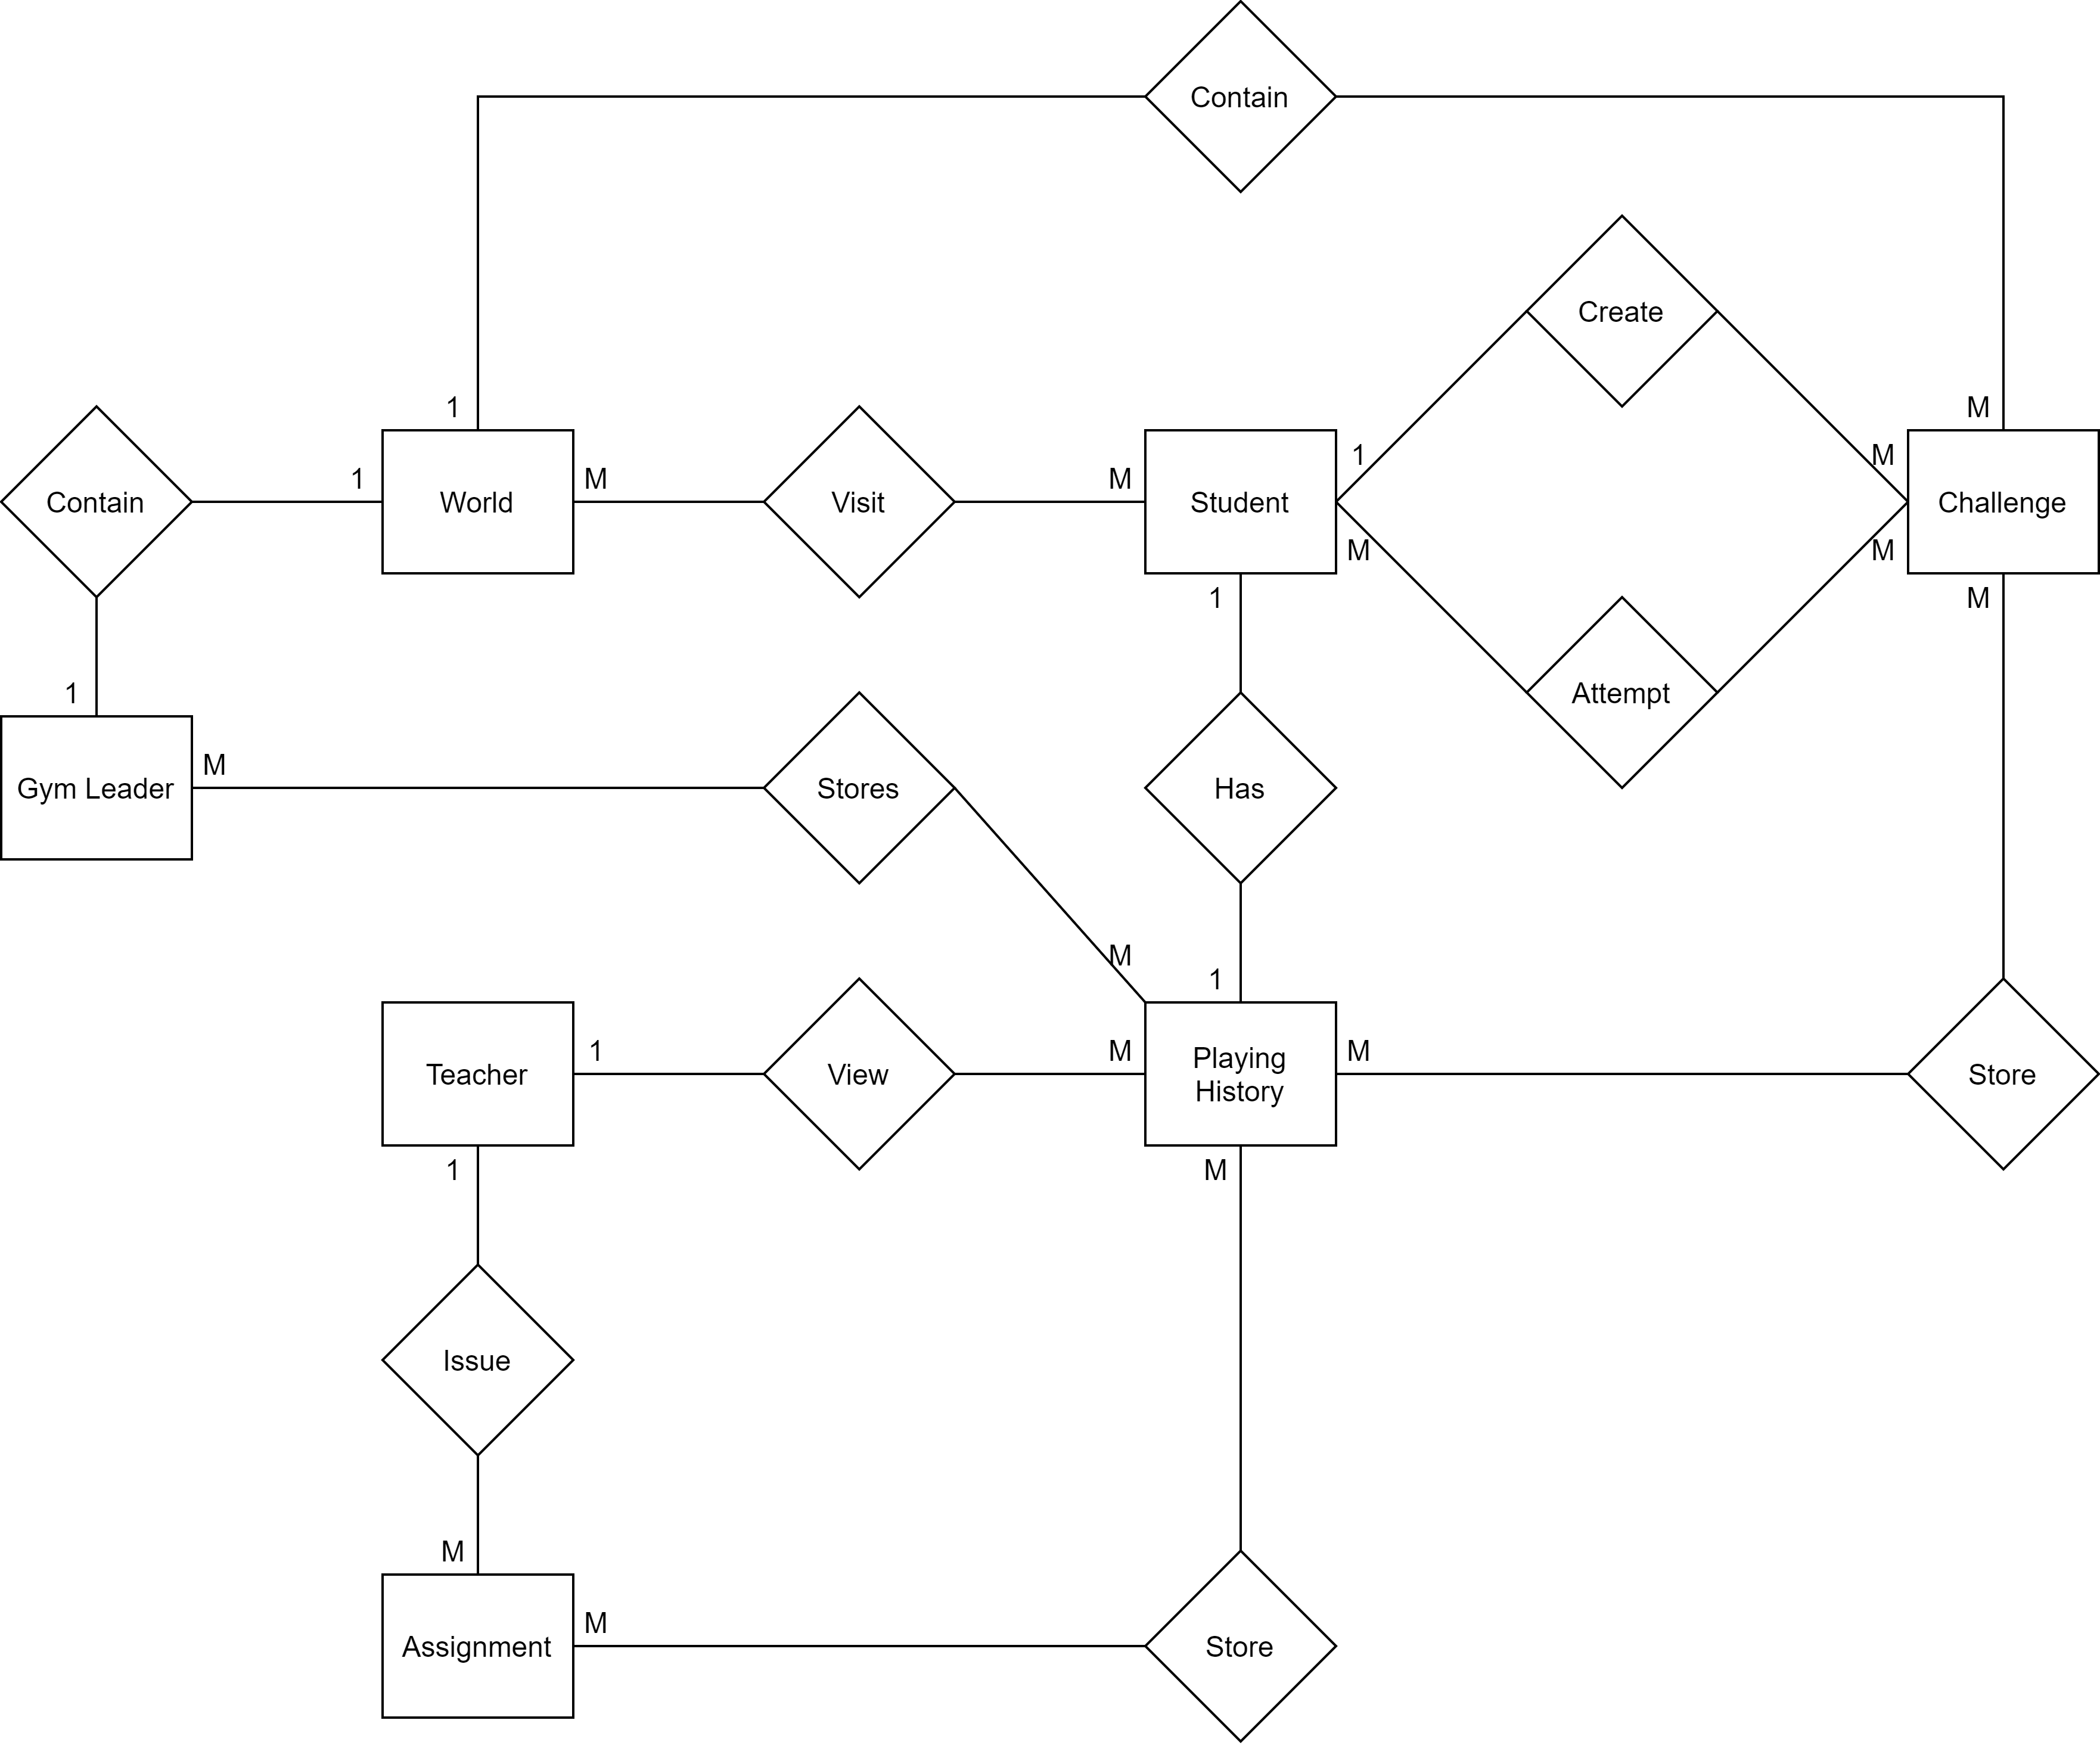 Contain
Create
1
M
Contain
1
World
M
Visit
M
Student
1
M
M
M
Challenge
1
M
1
Gym Leader
M
Stores
Has
Attempt
M
1
Teacher
1
View
M
Playing
History
M
Store
1
M
Issue
M
Assignment
M
Store